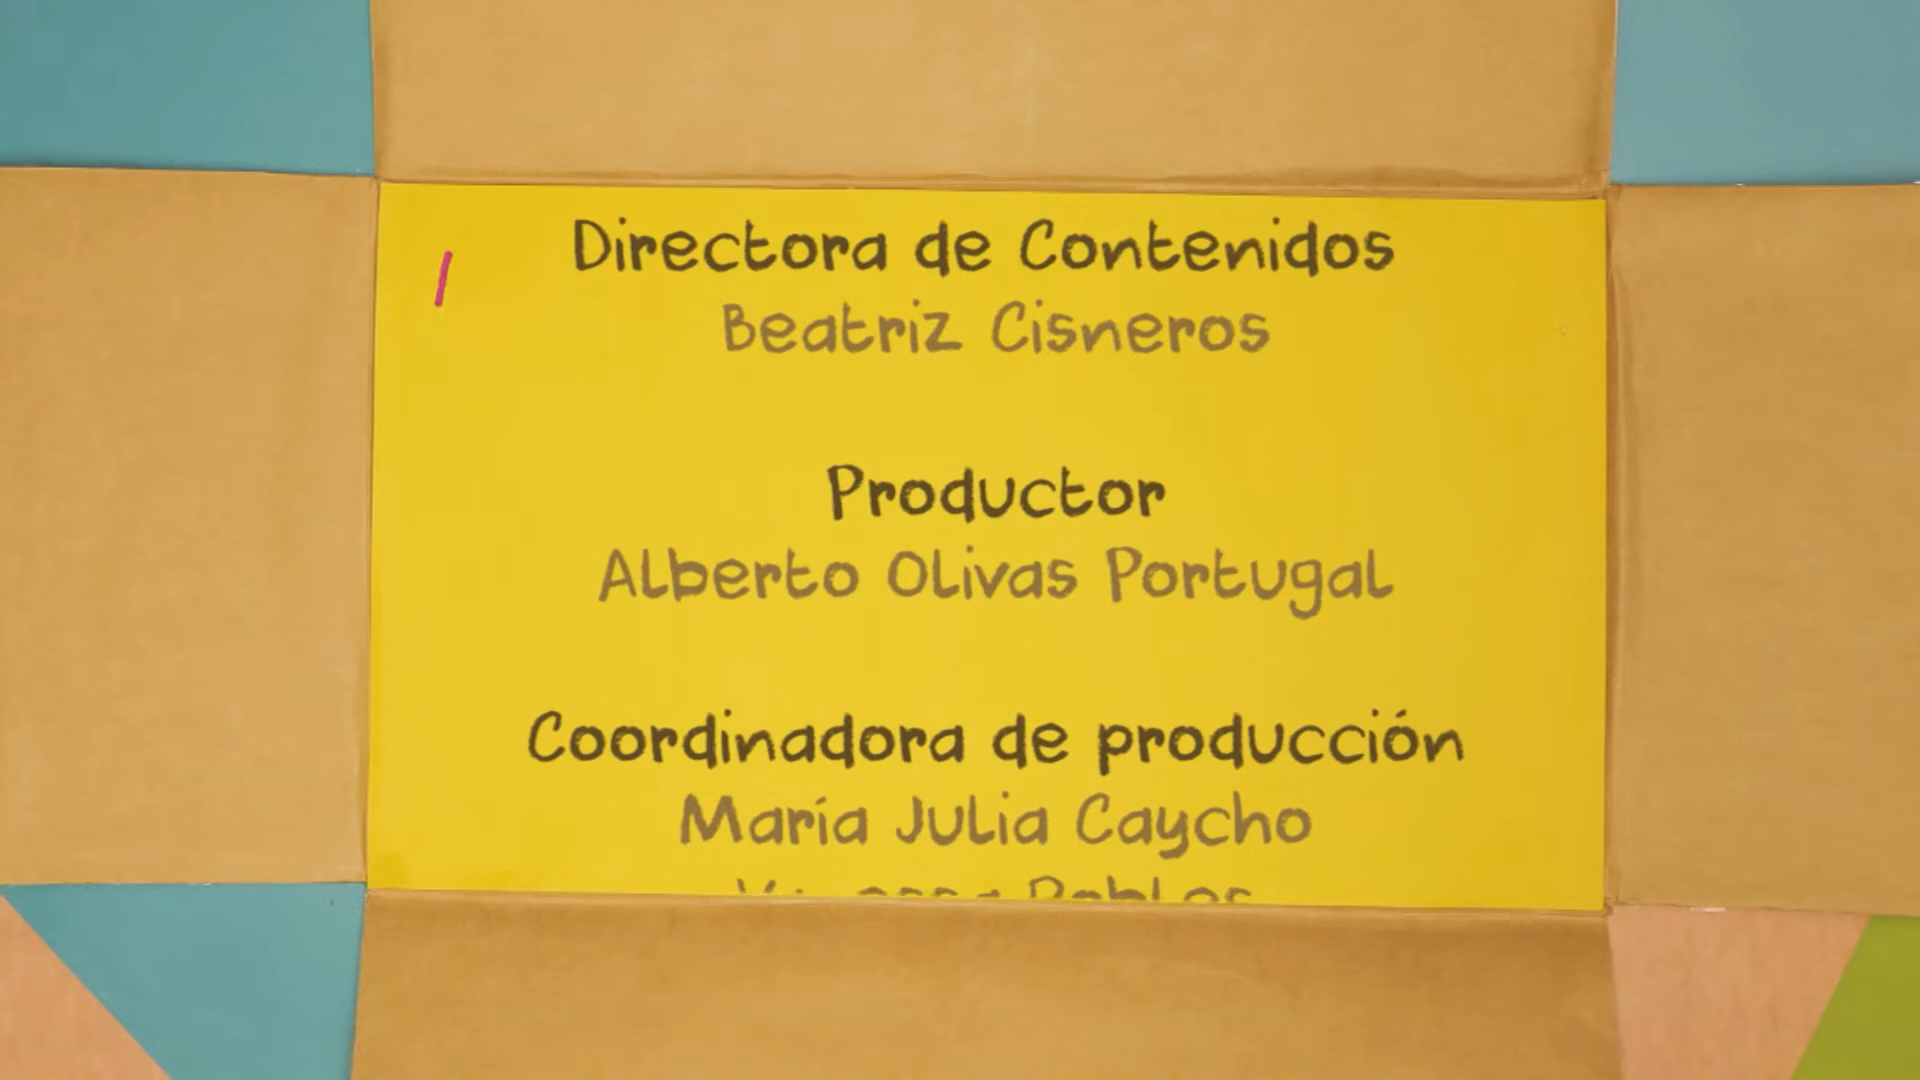 Directora de Contenidos
Beatriz Cisneros
Productor
Alberto Olivas Portugal
Coordinadora de producción
María Julia Caycho